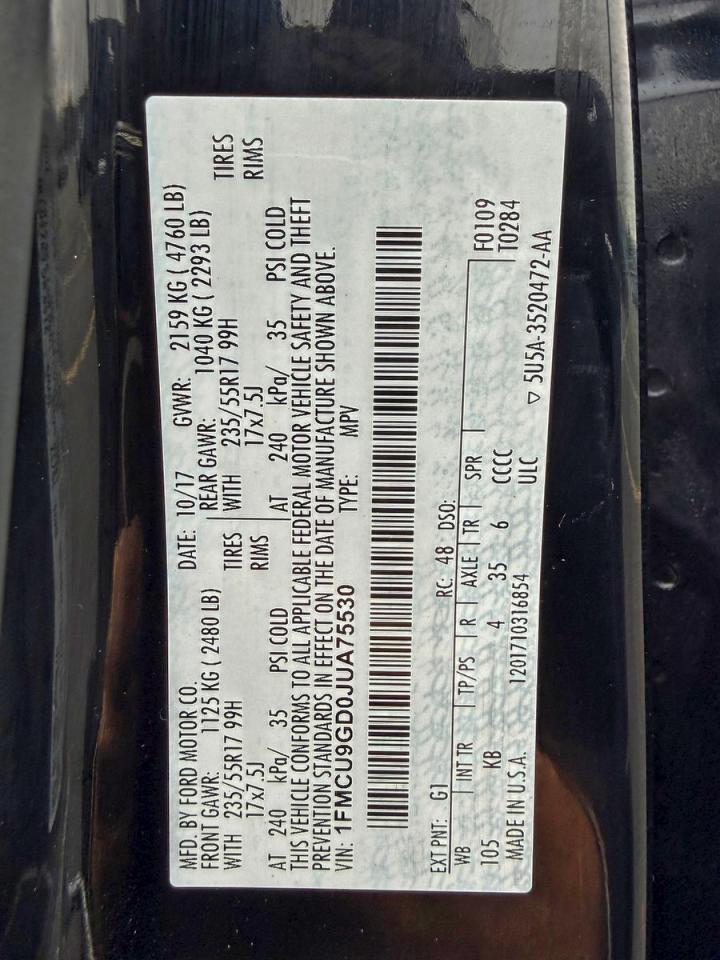 MFD. BY FORD MOTOR CO. DATE: 10/17 GVWR: 2159 KG ( 4760 LB)
FRONT GAWR: 1125 KG ( 2480 LB) REAR GAWR: 1040 KG ( 2293 LB)
WITH 235/55R17 99H TIRES WITH 235/55R17 99H TIRES
17x7.5J RIMS 17x7.5J RIMS
AT 240 kPa/ 35 PSI COLD AT 240 kPa/ 35 PSI COLD
THIS VEHICLE CONFORMS TO ALL APPLICABLE FEDERAL MOTOR VEHICLE SAFETY AND THEFT
PREVENTION STANDARDS IN EFFECT ON THE DATE OF MANUFACTURE SHOWN ABOVE.
VIN: 1FMCU9GD0JUA75530 TYPE: MPV
EXT PNT: G1 RC: 48 DSO:
WB INT TR TP/PS R AXLE TR SPR F0109
105 KB 4 35 6 CCCC T0284
MADE IN U.S.A. 1201710316854 ULC
▽ 5U5A-3520472-AA